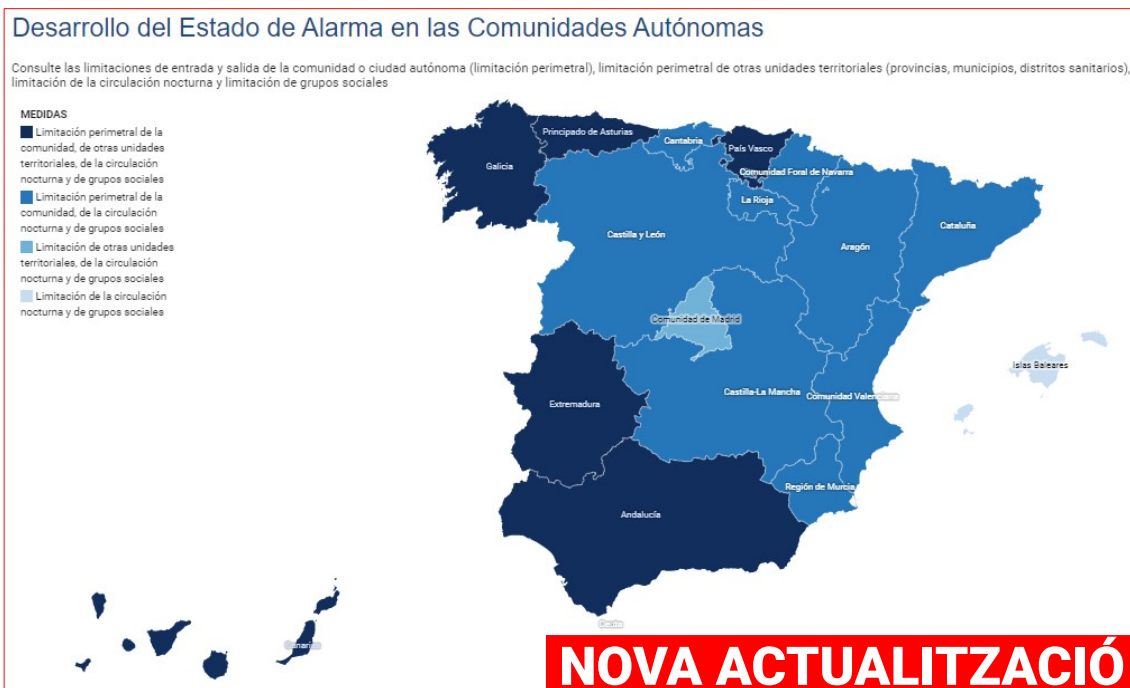 Desarrollo del Estado de Alarma en las Comunidades Autónomas
Consulte las limitaciones de entrada y salida de la comunidad o ciudad autónoma (limitación perimetral), limitación perimetral de otras unidades territoriales (provincias, municipios, distritos sanitarios),
limitación de la circulación nocturna y limitación de grupos sociales
MEDIDAS
Limitación perimetral de la
comunidad, de otras unidades
territoriales, de la circulación
nocturna y de grupos sociales
Limitación perimetral de la
comunidad, de la circulación
nocturna y de grupos sociales
Limitación de otras unidades
territoriales, de la circulación
nocturna y de grupos sociales
Limitación de la circulación
nocturna y de grupos sociales
Principado de Asturias
Cantabria
País Vasco
Galicia
Comunidad Foral de Navarra
La Rioja
Cataluña
Castilla y León
Aragón
Comunidad de Madrid
Islas Baleares
Castilla-La Mancha
Comunidad Valenciana
Extremadura
Región de Murcia
Andalucía
Ceuta
Canarias
NOVA ACTUALITZACIÓ